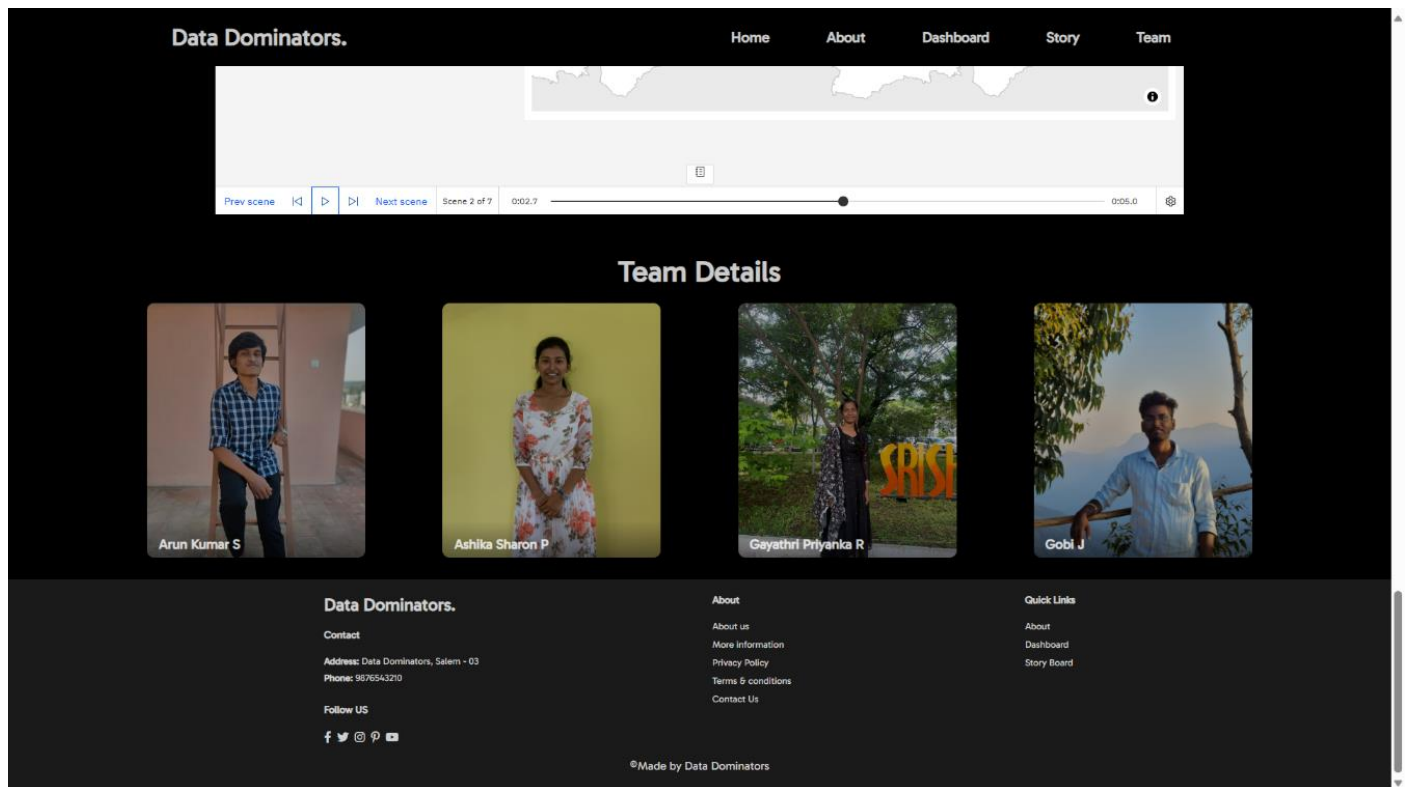 Data Dominators.
Home About Dashboard Story Team
Prev scene Next scene Scene 2 of 7 0:02.7 0:05.0
Team Details
SRISH
Arun Kumar S
Ashika Sharon P
Gayathri Priyanka R
Gobi J
Data Dominators.
Contact
Address: Data Dominators, Salem - 03
Phone: 9876543210
Follow US
About
About us
More information
Privacy Policy
Terms & conditions
Contact Us
Quick Links
About
Dashboard
Story Board
©Made by Data Dominators